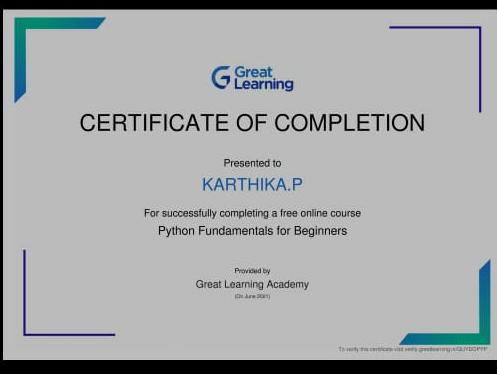 Great
Learning
CERTIFICATE OF COMPLETION
Presented to
KARTHIKA.P
For successfully completing a free online course
Python Fundamentals for Beginners
Provided by
Great Learning Academy
(On June 2021)
To verify this certificate visit verify.greatlearning.in/